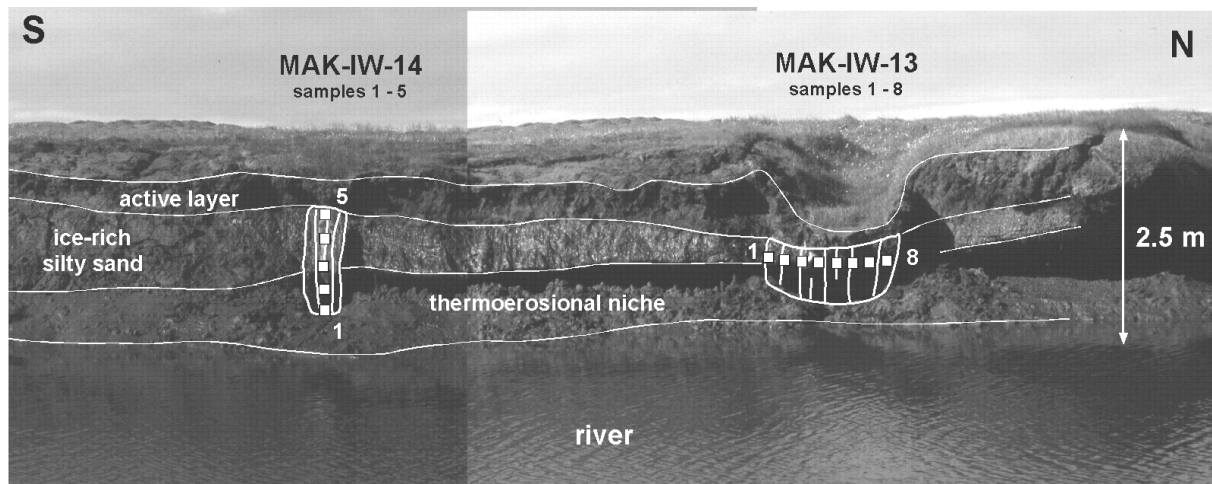 S
N
MAK-IW-14
samples 1 - 5
MAK-IW-13
samples 1 - 8
active layer
5
ice-rich
silty sand
1
8
2.5 m
thermoerosional niche
1
river